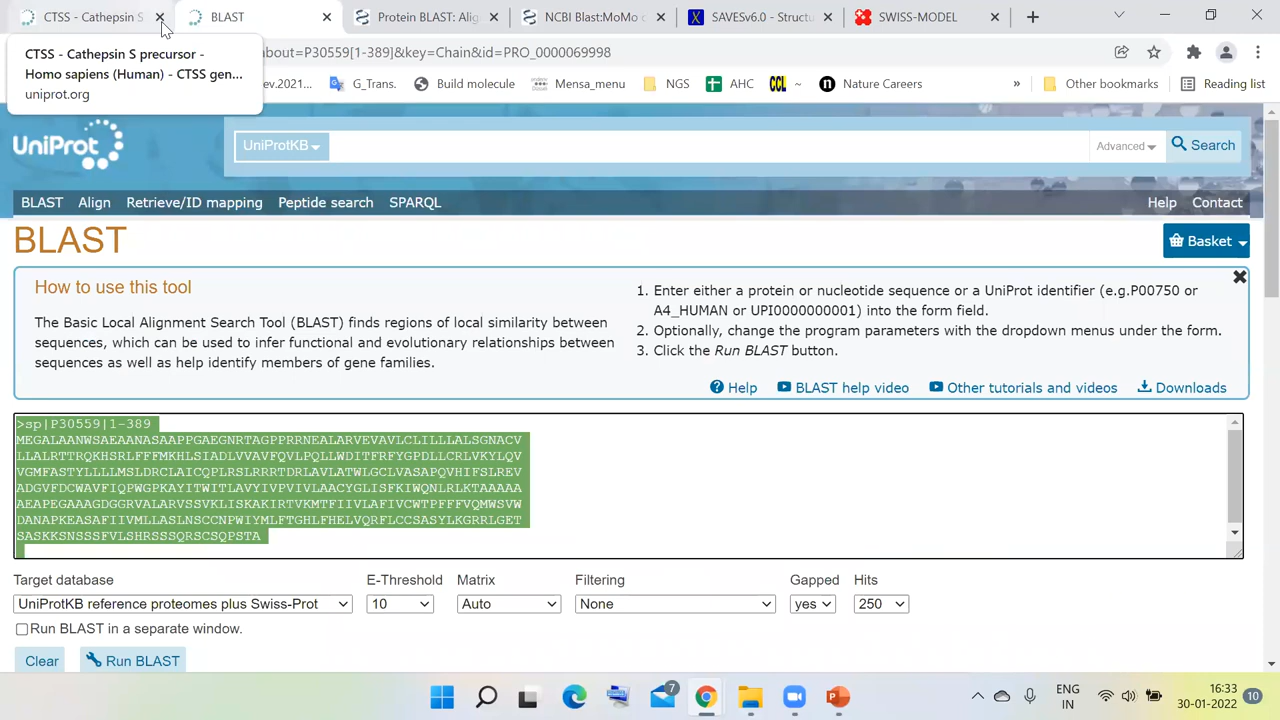 CTSS - Cathepsin S
BLAST
Protein BLAST: Alig
NCBI Blast:MoMo c
SAVESv6.0 - Structu
SWISS-MODEL
CTSS - Cathepsin S precursor -
Homo sapiens (Human) - CTSS gen...
uniprot.org
about=P30559[1-389]&key=Chain&id=PRO_0000069998
ev.2021...
G_Trans.
Build molecule
Mensa_menu
NGS
AHC
CCL
~
Nature Careers
»
Other bookmarks
Reading list
UniProt
UniProtKB
Advanced
Search
BLAST Align Retrieve/ID mapping Peptide search SPARQL
Help Contact
BLAST
Basket
How to use this tool
The Basic Local Alignment Search Tool (BLAST) finds regions of local similarity between
sequences, which can be used to infer functional and evolutionary relationships between
sequences as well as help identify members of gene families.
1. Enter either a protein or nucleotide sequence or a UniProt identifier (e.g.P00750 or
A4_HUMAN or UPI0000000001) into the form field.
2. Optionally, change the program parameters with the dropdown menus under the form.
3. Click the Run BLAST button.
Help BLAST help video Other tutorials and videos Downloads
>sp|P30559|1-389
MEGALAANWSAEAANASAAPPGAEGNRTAGPPRRNEALARVEVAVLCLILLLALSGNACV
LLALRTTRQKHSRLFFFMKHLSIADLVVAVFQVLPQLLWDITFRFYGPDLLCRLVKYLQV
VGMFASTYLLLLMSLDRCLAICQPLRSLRRRTDRLAVLATWLGCLVASAPQVHIFSLREV
ADGVFDCWAVFIQPWGPKAYITWITLAVYIVPVIVLAACYGLISFKIWQNLRLKTAAAAA
AEAPEGAAAGDGGRVALARVSSVKLISKAKIRTVKMTFIIVLAFIVCWTPFFFVQMWSVW
DANAPKEASAFIIVMLLASLNSCCNPWIYMLFTGHLFHELVQRFLCCSASYLKGRRLGET
SASKKSNSSSFVLSHRSSSQRSCSQPSTA
Target database E-Threshold Matrix Filtering Gapped Hits
UniProtKB reference proteomes plus Swiss-Prot 10 Auto None yes 250
Run BLAST in a separate window.
Clear Run BLAST
7
ENG
IN
16:33
30-01-2022
10